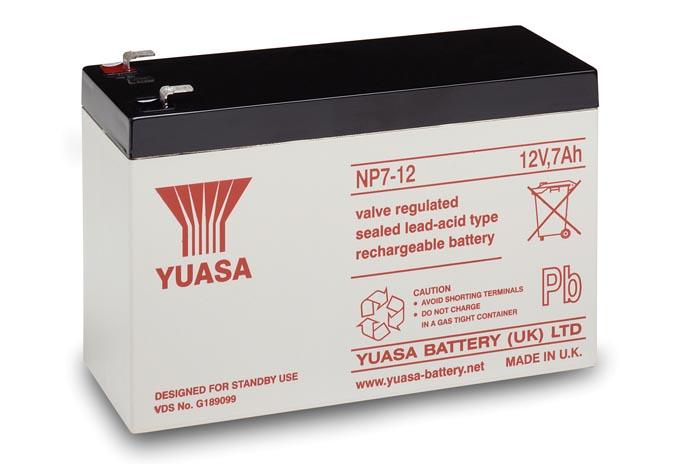 YUASA
DESIGNED FOR STANDBY USE
VDS No. G189099
NP7-12 12V,7Ah
valve regulated
sealed lead-acid type
rechargeable battery
CAUTION
• AVOID SHORTING TERMINALS
• DO NOT CHARGE
IN A GAS TIGHT CONTAINER
Pb
YUASA BATTERY (UK) LTD
www.yuasa-battery.net MADE IN U.K.